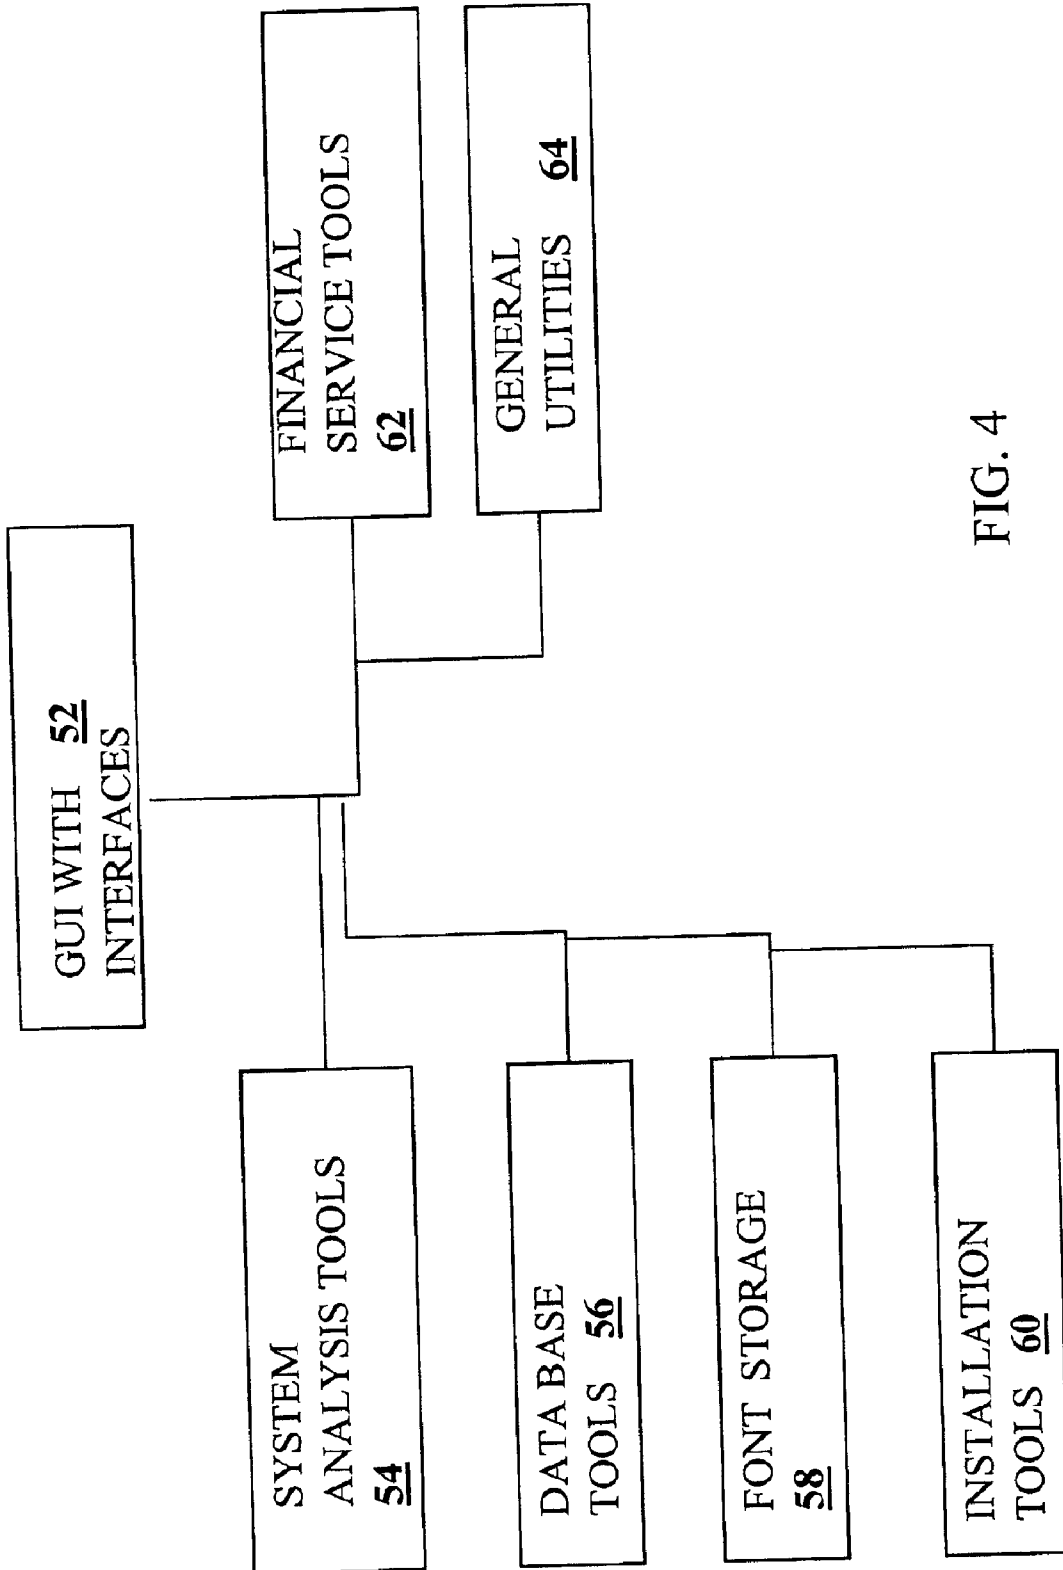 GUI WITH 52
INTERFACES
SYSTEM
ANALYSIS TOOLS
54
DATA BASE
TOOLS 56
FONT STORAGE
58
INSTALLATION
TOOLS 60
FINANCIAL
SERVICE TOOLS
62
GENERAL
UTILITIES 64
FIG. 4